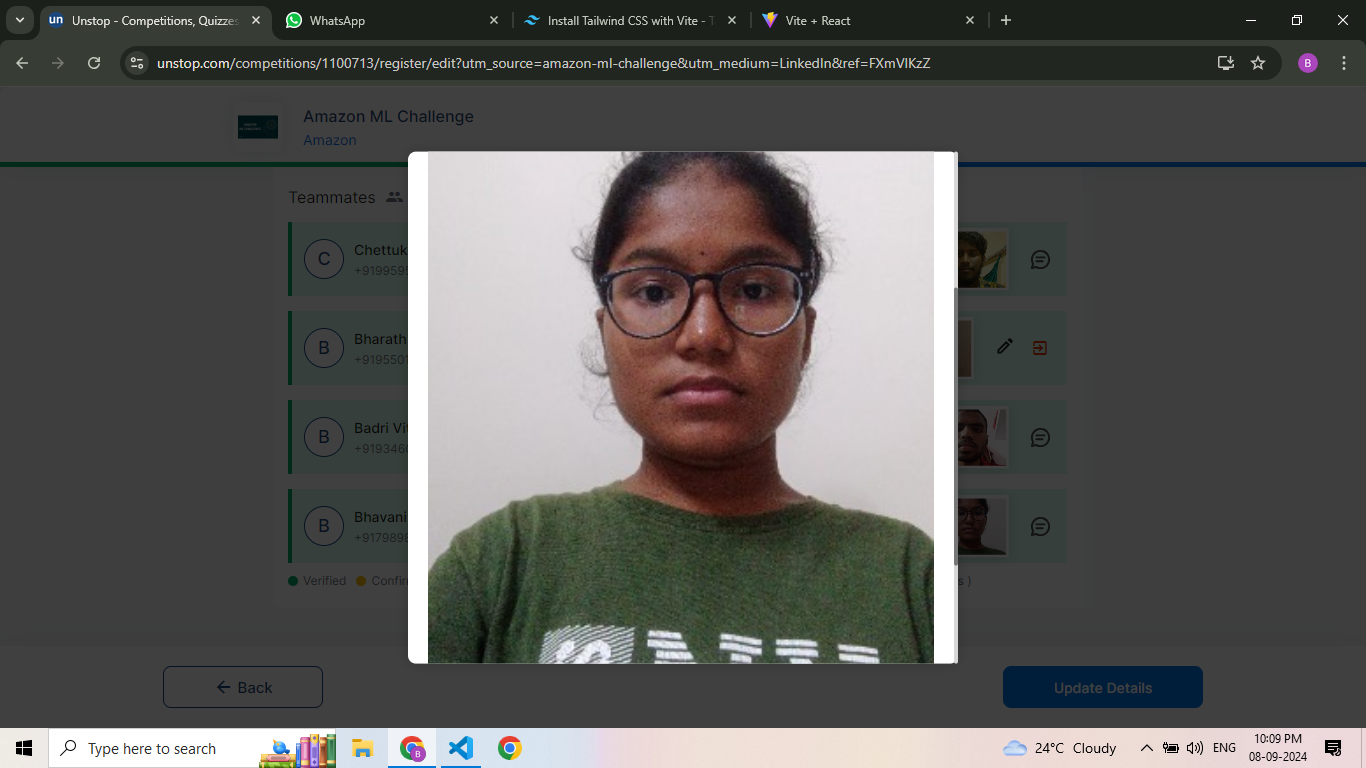 Unstop - Competitions, Quizzes
WhatsApp
Install Tailwind CSS with Vite - T
Vite + React
unstop.com/competitions/1100713/register/edit?utm_source=amazon-ml-challenge&utm_medium=LinkedIn&ref=FXmVlKzZ
B
Amazon ML Challenge
Amazon
Teammates
C
Chettuk
+919959
B
Bharath
+919550
B
Badri Vi
+919346
B
Bhavani
+917989
Verified
Confir
s )
Back
Update Details
Type here to search
24°C Cloudy
ENG
10:09 PM
08-09-2024